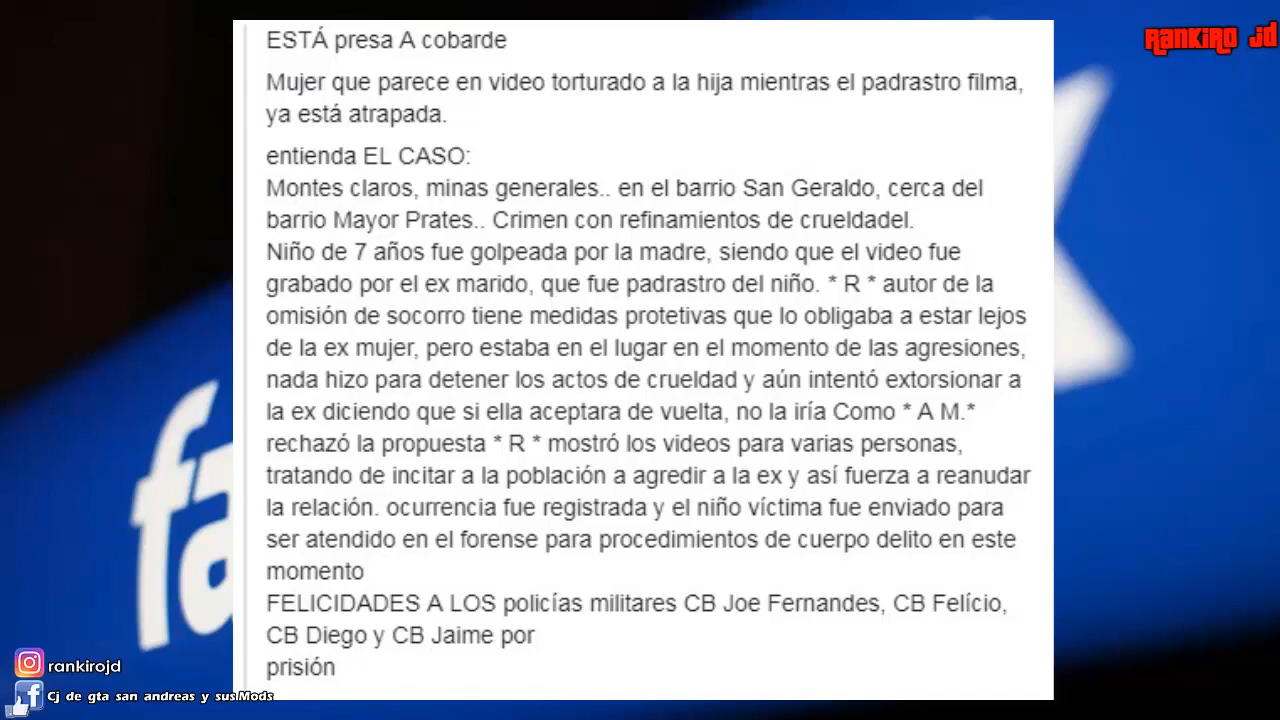 ESTÁ presa A cobarde
Mujer que parece en video torturado a la hija mientras el padrastro filma,
ya está atrapada.
entienda EL CASO:
Montes claros, minas generales.. en el barrio San Geraldo, cerca del
barrio Mayor Prates.. Crimen con refinamientos de crueldadel.
Niño de 7 años fue golpeada por la madre, siendo que el video fue
grabado por el ex marido, que fue padrastro del niño. * R * autor de la
omisión de socorro tiene medidas protetivas que lo obligaba a estar lejos
de la ex mujer, pero estaba en el lugar en el momento de las agresiones,
nada hizo para detener los actos de crueldad y aún intentó extorsionar a
la ex diciendo que si ella aceptara de vuelta, no la iría Como * A M.*
rechazó la propuesta * R * mostró los videos para varias personas,
tratando de incitar a la población a agredir a la ex y así fuerza a reanudar
la relación. ocurrencia fue registrada y el niño víctima fue enviado para
ser atendido en el forense para procedimientos de cuerpo delito en este
momento
FELICIDADES A LOS policías militares CB Joe Fernandes, CB Felício,
CB Diego y CB Jaime por
prisión
RANKIRO JD
fa
k
rankirojd
f
Cj de gta san andreas y sus Mods